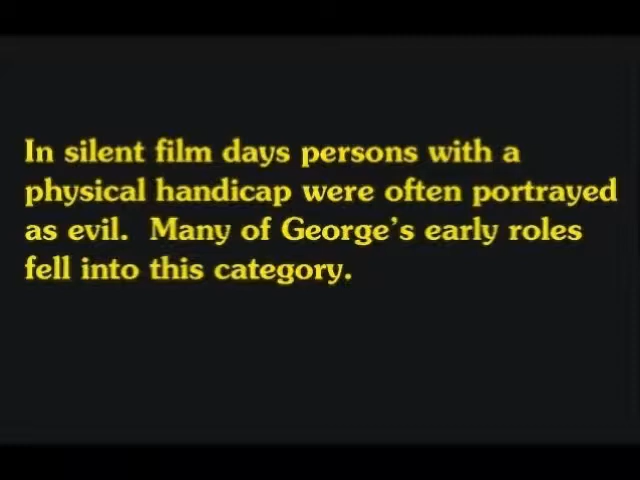 In silent film days persons with a
physical handicap were often portrayed
as evil.  Many of George's early roles
fell into this category.